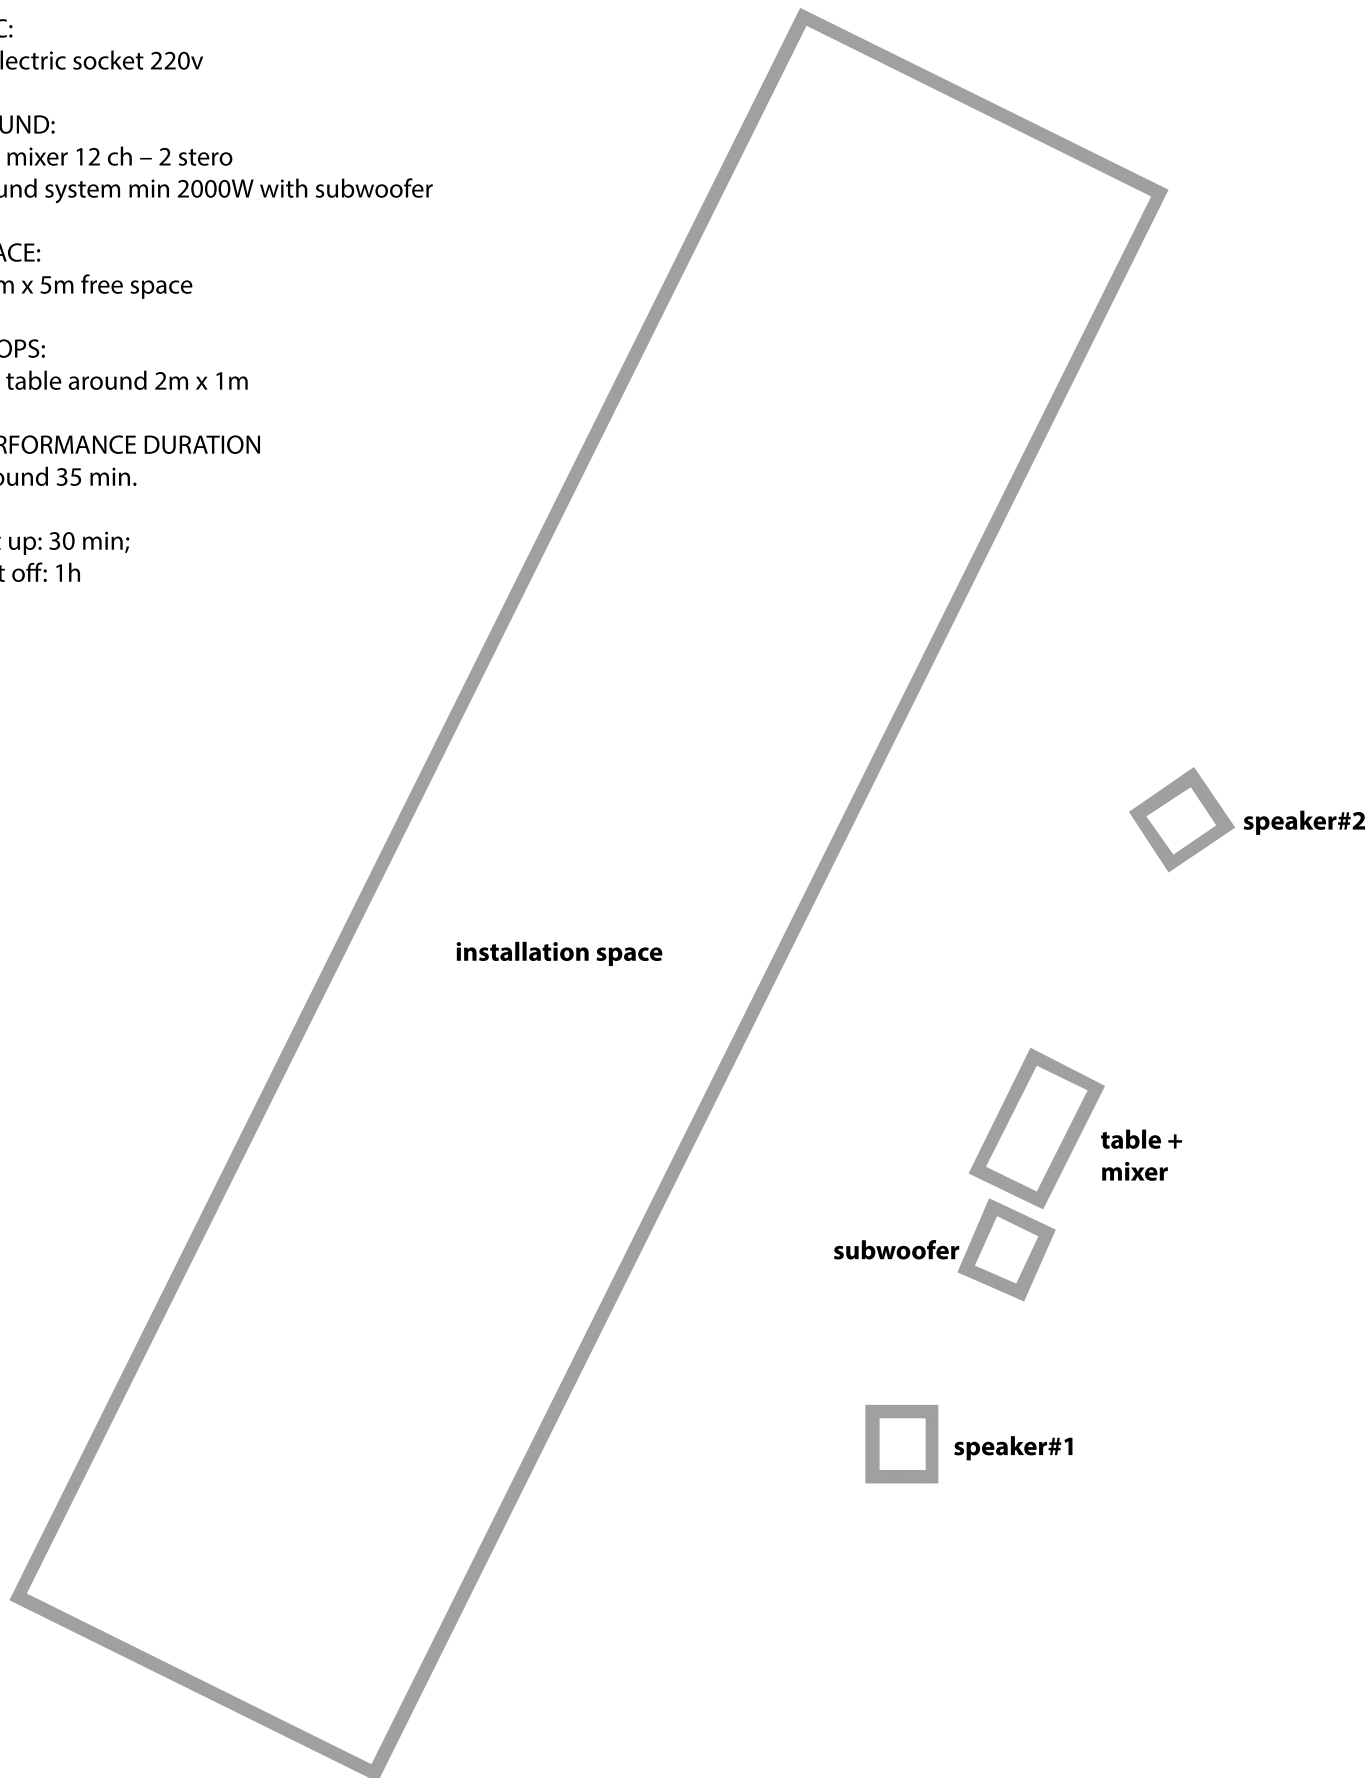 C:
lectric socket 220v
UND:
mixer 12 ch – 2 stero
und system min 2000W with subwoofer
ACE:
m x 5m free space
OPS:
table around 2m x 1m
RFORMANCE DURATION
ound 35 min.
t up: 30 min;
t off: 1h
speaker#2
installation space
table +
mixer
subwoofer
speaker#1